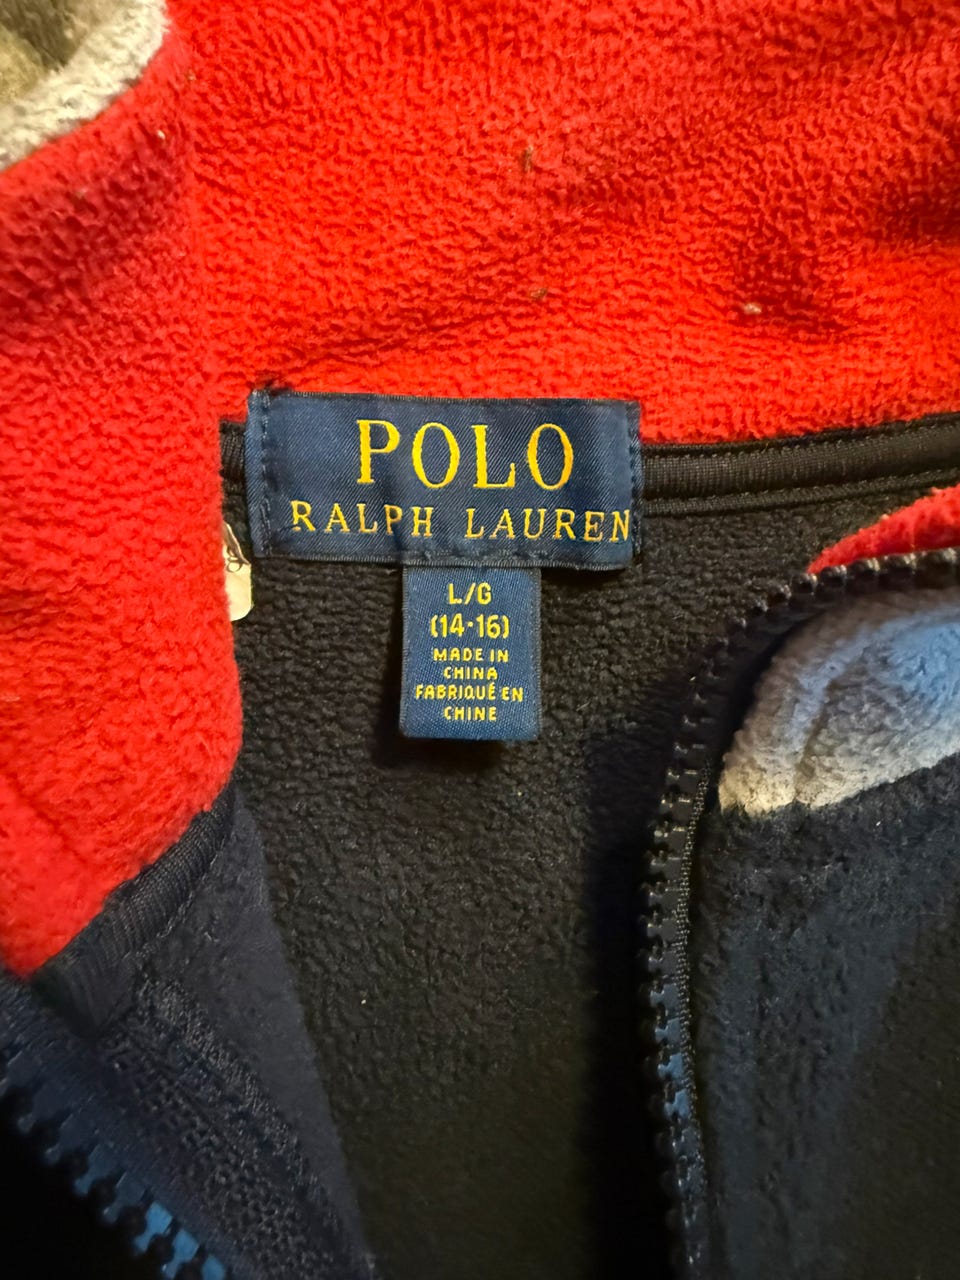 POLO
RALPH LAUREN
L/G
(14·16)
MADE IN
CHINA
FABRIQUÉ EN
CHINE